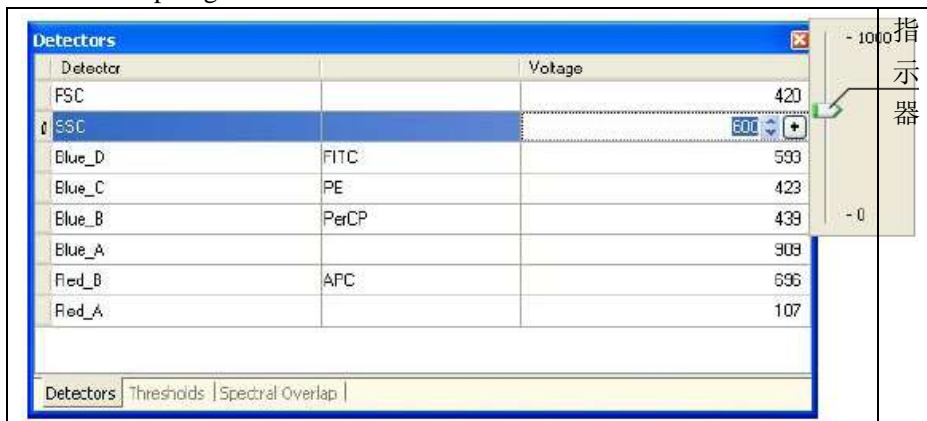 Detectors
Detector Voltage
FSC 420
SSC 600
Blue_D FITC 593
Blue_C PE 423
Blue_B PerCP 439
Blue_A 909
Red_B APC 696
Red_A 107
Detectors Thresholds Spectral Overlap
- 1000
- 0
指示器